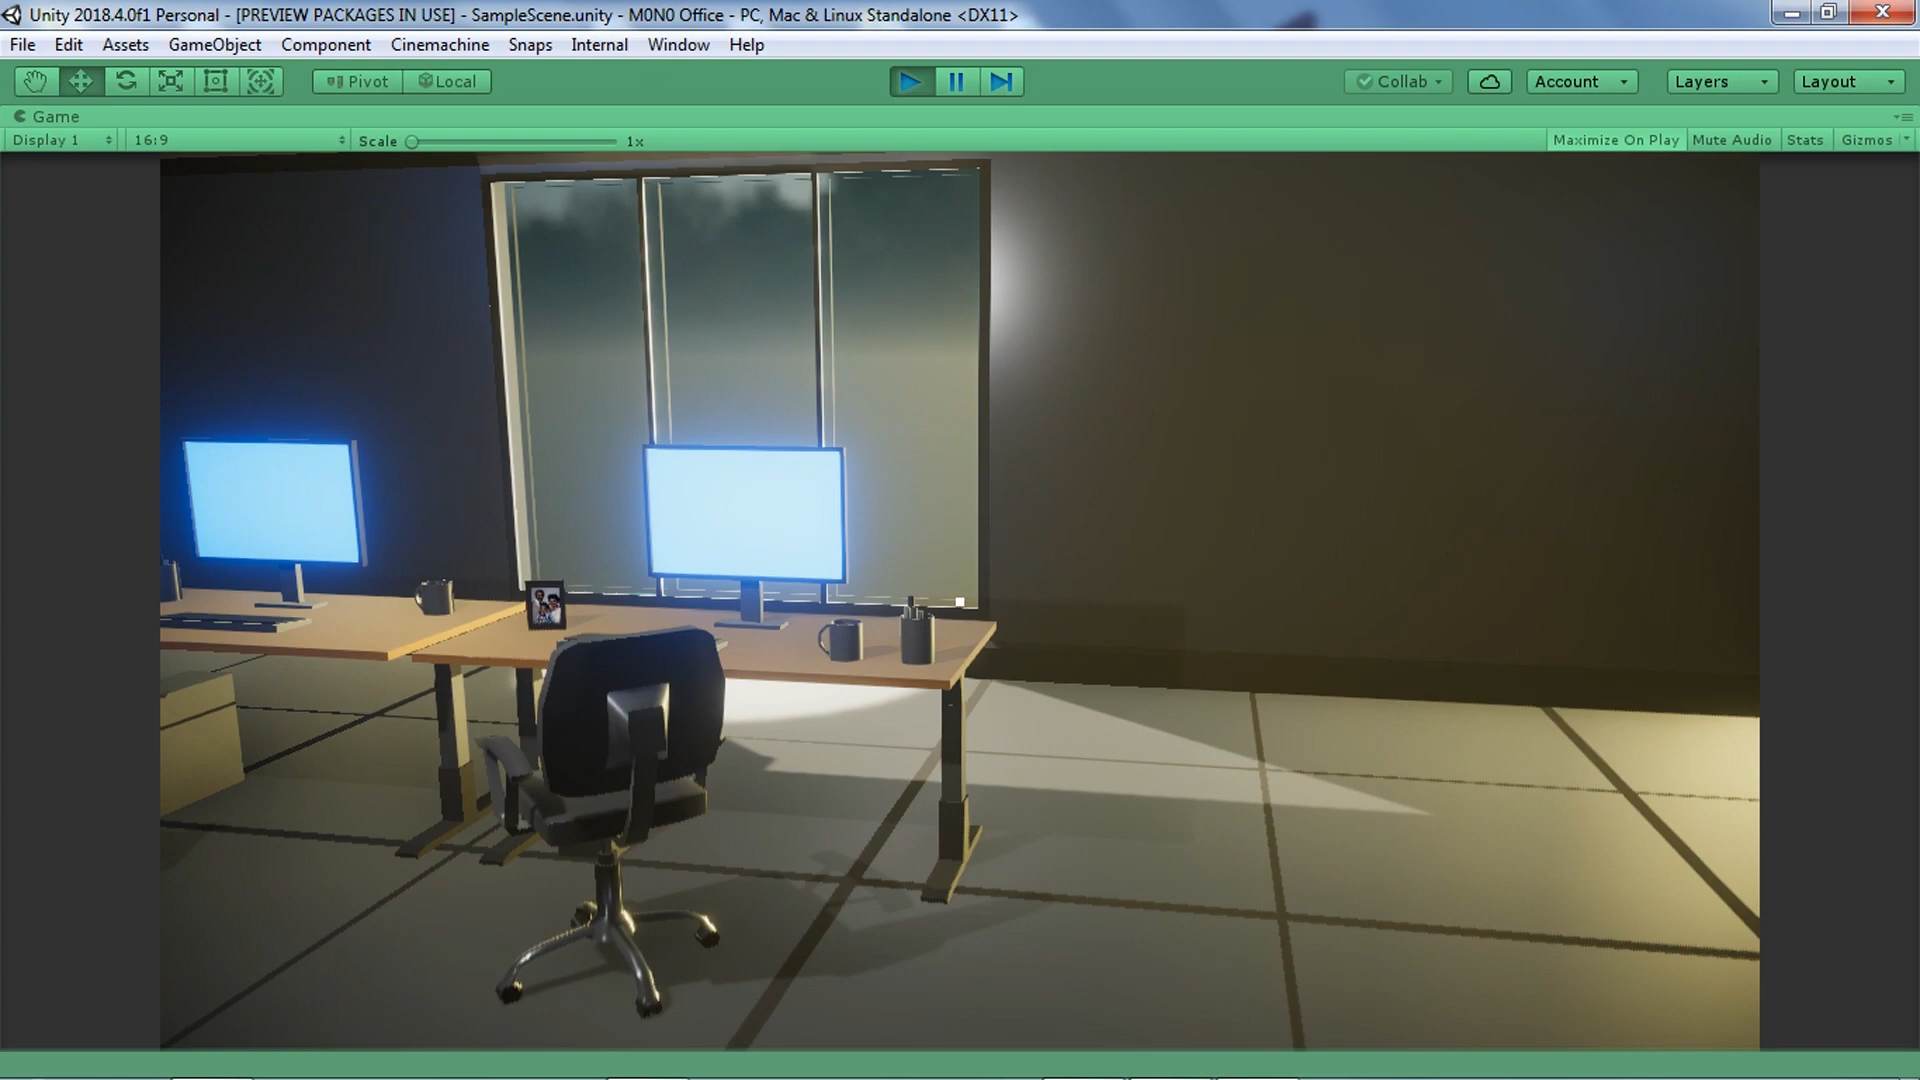 Unity 2018.4.0f1 Personal - [PREVIEW PACKAGES IN USE] - SampleScene.unity - M0N0 Office - PC, Mac & Linux Standalone <DX11>
File Edit Assets GameObject Component Cinemachine Snaps Internal Window Help
Pivot Local Collab Account Layers Layout
Game
Display 1 16:9 Scale 1x Maximize On Play Mute Audio Stats Gizmos